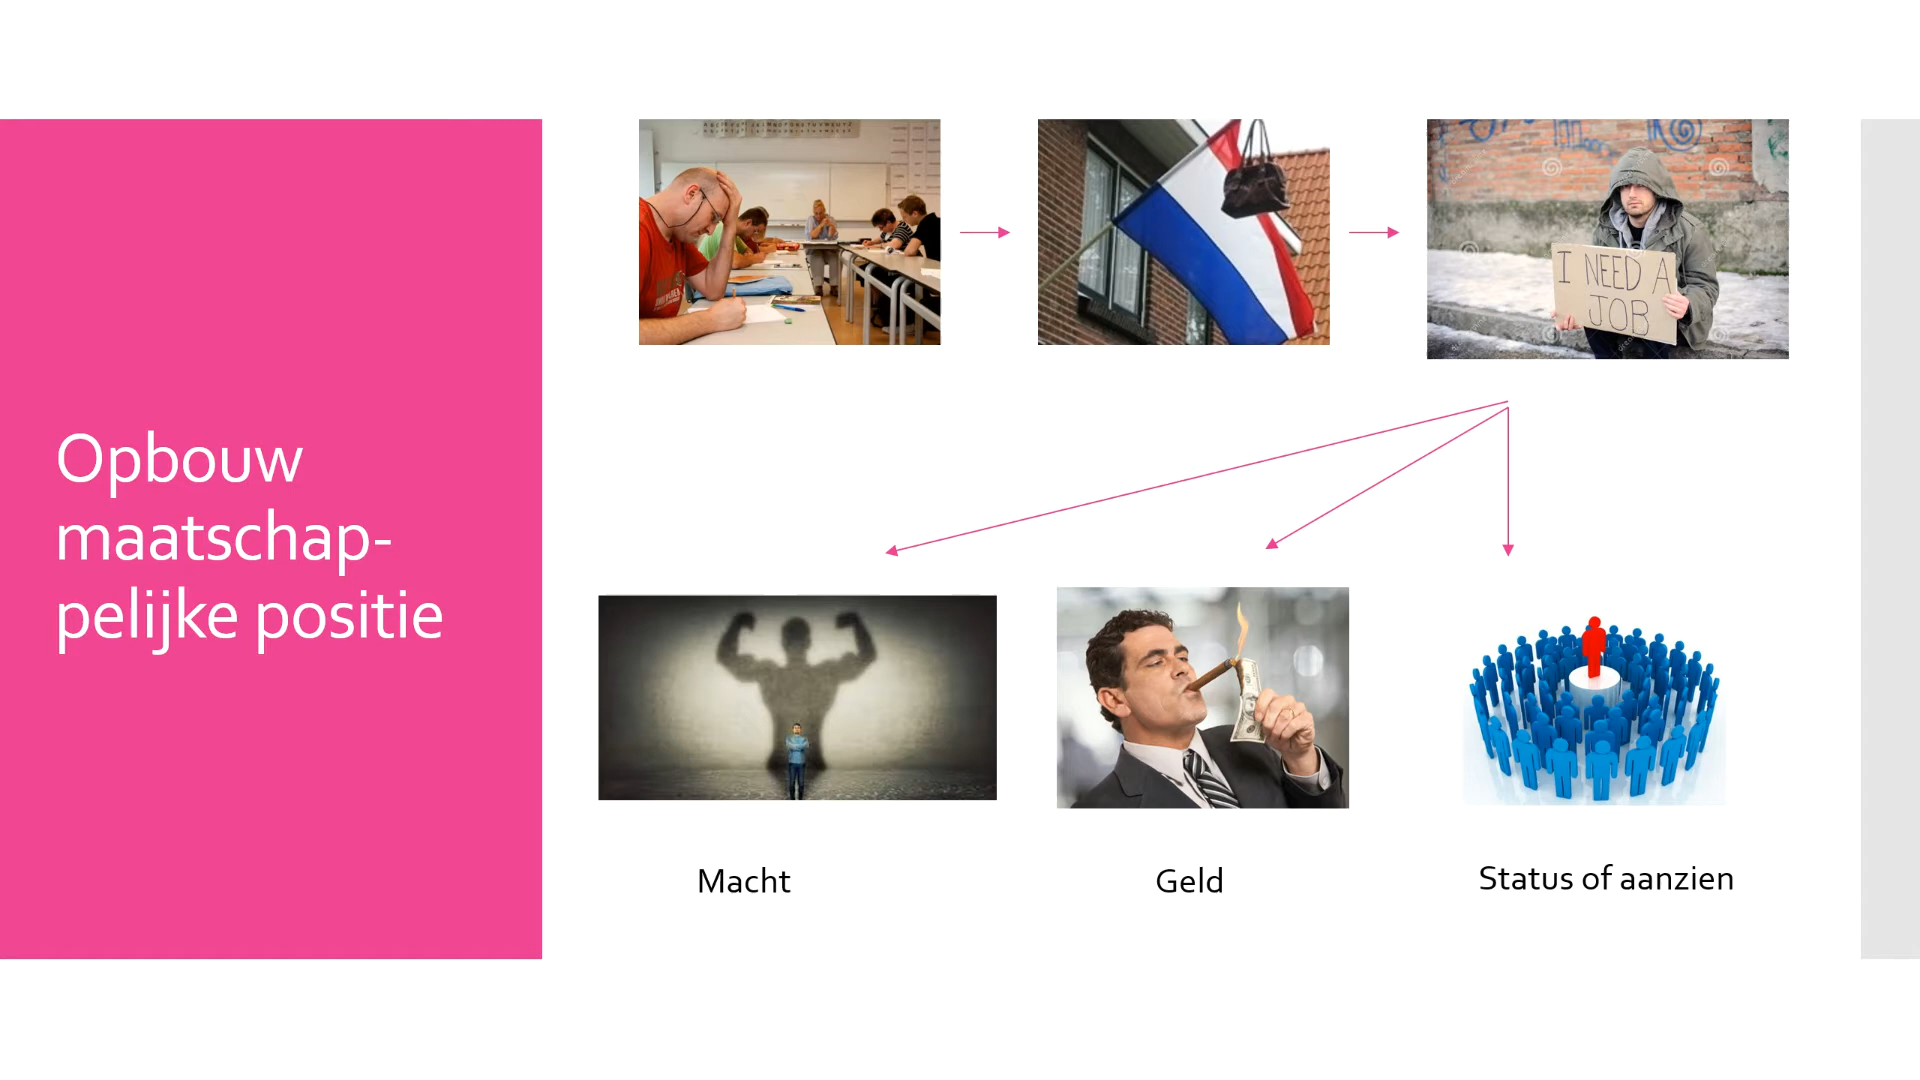 Opbouw
maatschap-
pelijke positie
I NEED A
JOB
Macht
Geld
Status of aanzien